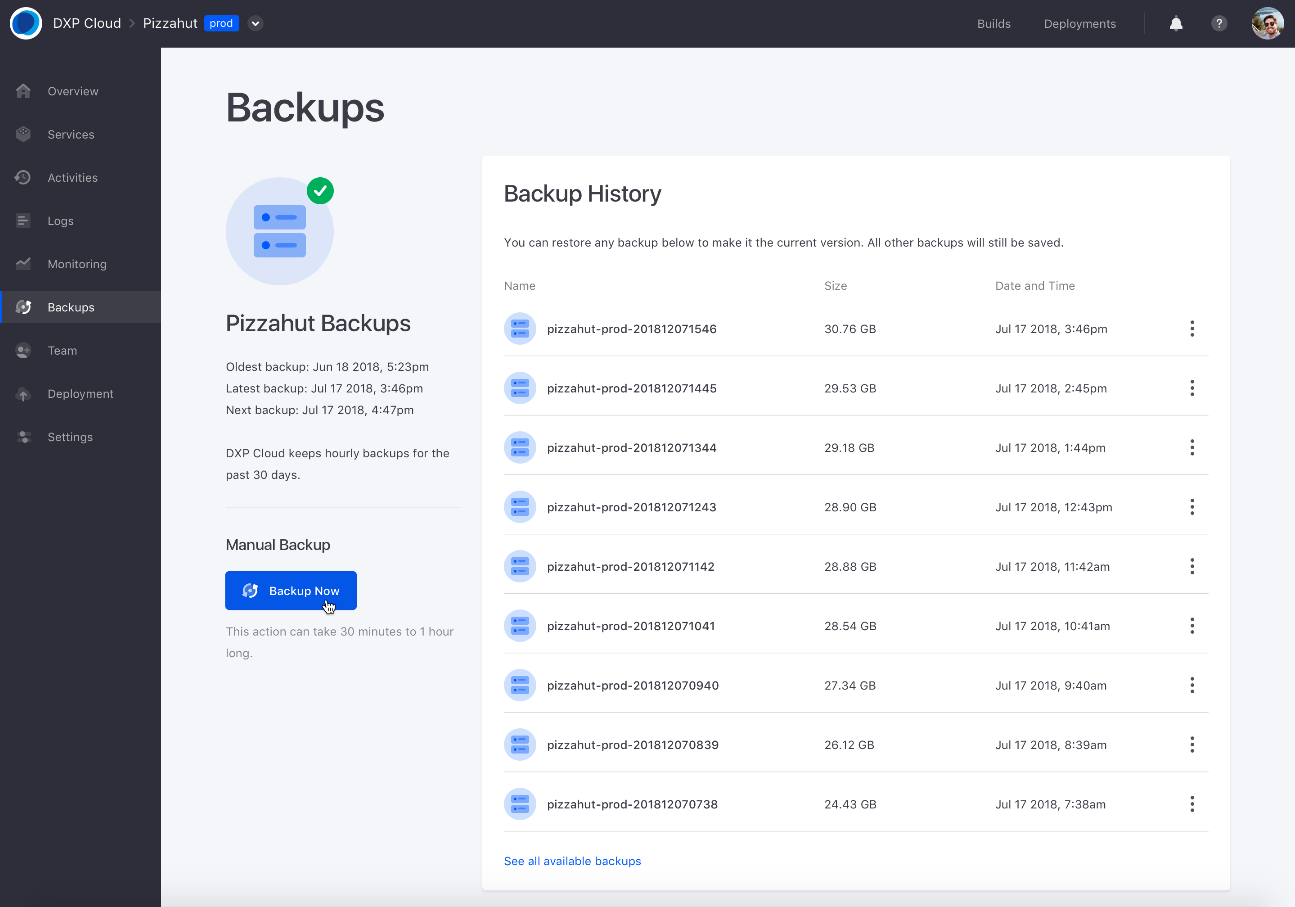 DXP Cloud > Pizzahut prod
Builds
Deployments
?
Overview
Services
Activities
Logs
Monitoring
Backups
Team
Deployment
Settings
Backups
Pizzahut Backups
Oldest backup: Jun 18 2018, 5:23pm
Latest backup: Jul 17 2018, 3:46pm
Next backup: Jul 17 2018, 4:47pm
DXP Cloud keeps hourly backups for the
past 30 days.
Manual Backup
Backup Now
This action can take 30 minutes to 1 hour
long.
Backup History
You can restore any backup below to make it the current version. All other backups will still be saved.
Name Size Date and Time
pizzahut-prod-201812071546 30.76 GB Jul 17 2018, 3:46pm
pizzahut-prod-201812071445 29.53 GB Jul 17 2018, 2:45pm
pizzahut-prod-201812071344 29.18 GB Jul 17 2018, 1:44pm
pizzahut-prod-201812071243 28.90 GB Jul 17 2018, 12:43pm
pizzahut-prod-201812071142 28.88 GB Jul 17 2018, 11:42am
pizzahut-prod-201812071041 28.54 GB Jul 17 2018, 10:41am
pizzahut-prod-201812070940 27.34 GB Jul 17 2018, 9:40am
pizzahut-prod-201812070839 26.12 GB Jul 17 2018, 8:39am
pizzahut-prod-201812070738 24.43 GB Jul 17 2018, 7:38am
See all available backups